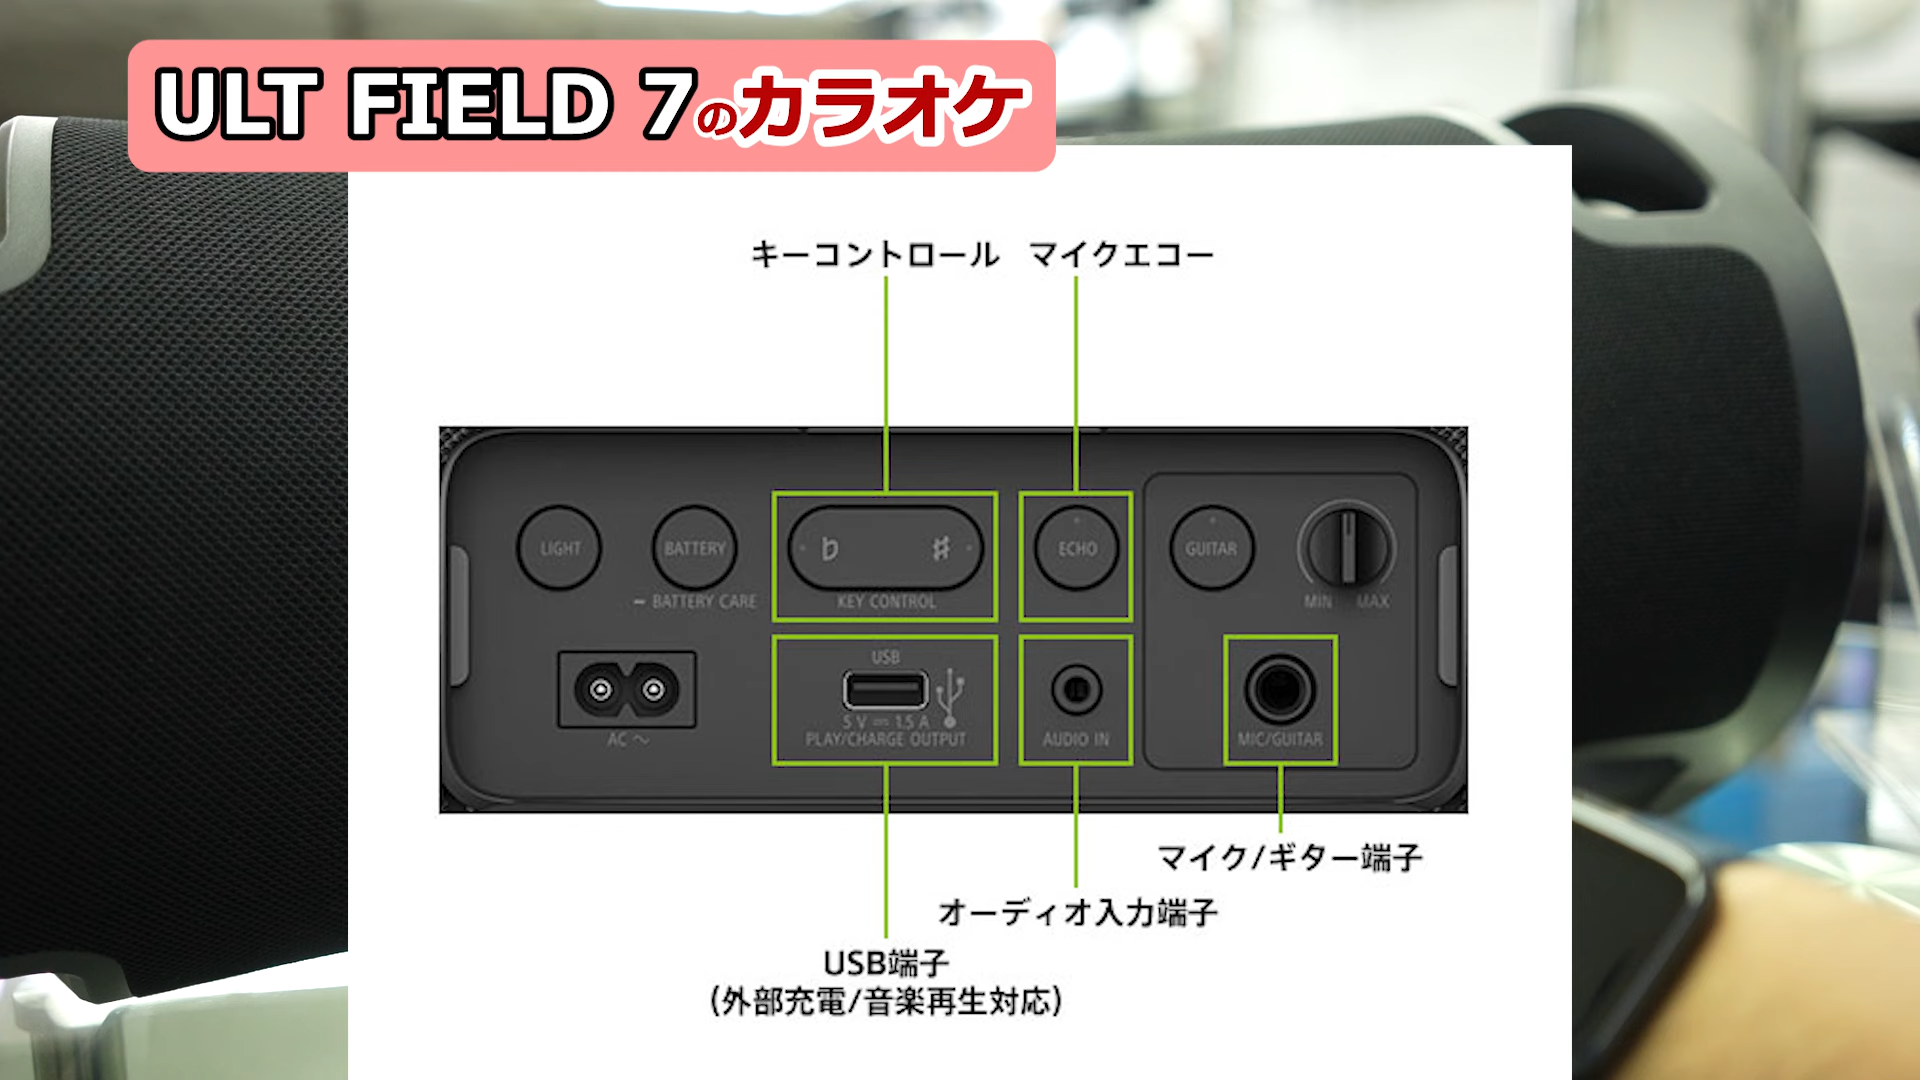 ULT FIELD 7のカラオケ
キーコントロール マイクエコー
LIGHT BATTERY ♭ ♯ ECHO GUITAR
– BATTERY CARE KEY CONTROL MIN MAX
USB
5 V ⎓ 1.5 A
AC ～ PLAY/CHARGE OUTPUT AUDIO IN MIC/GUITAR
マイク/ギター端子
オーディオ入力端子
USB端子
(外部充電/音楽再生対応)